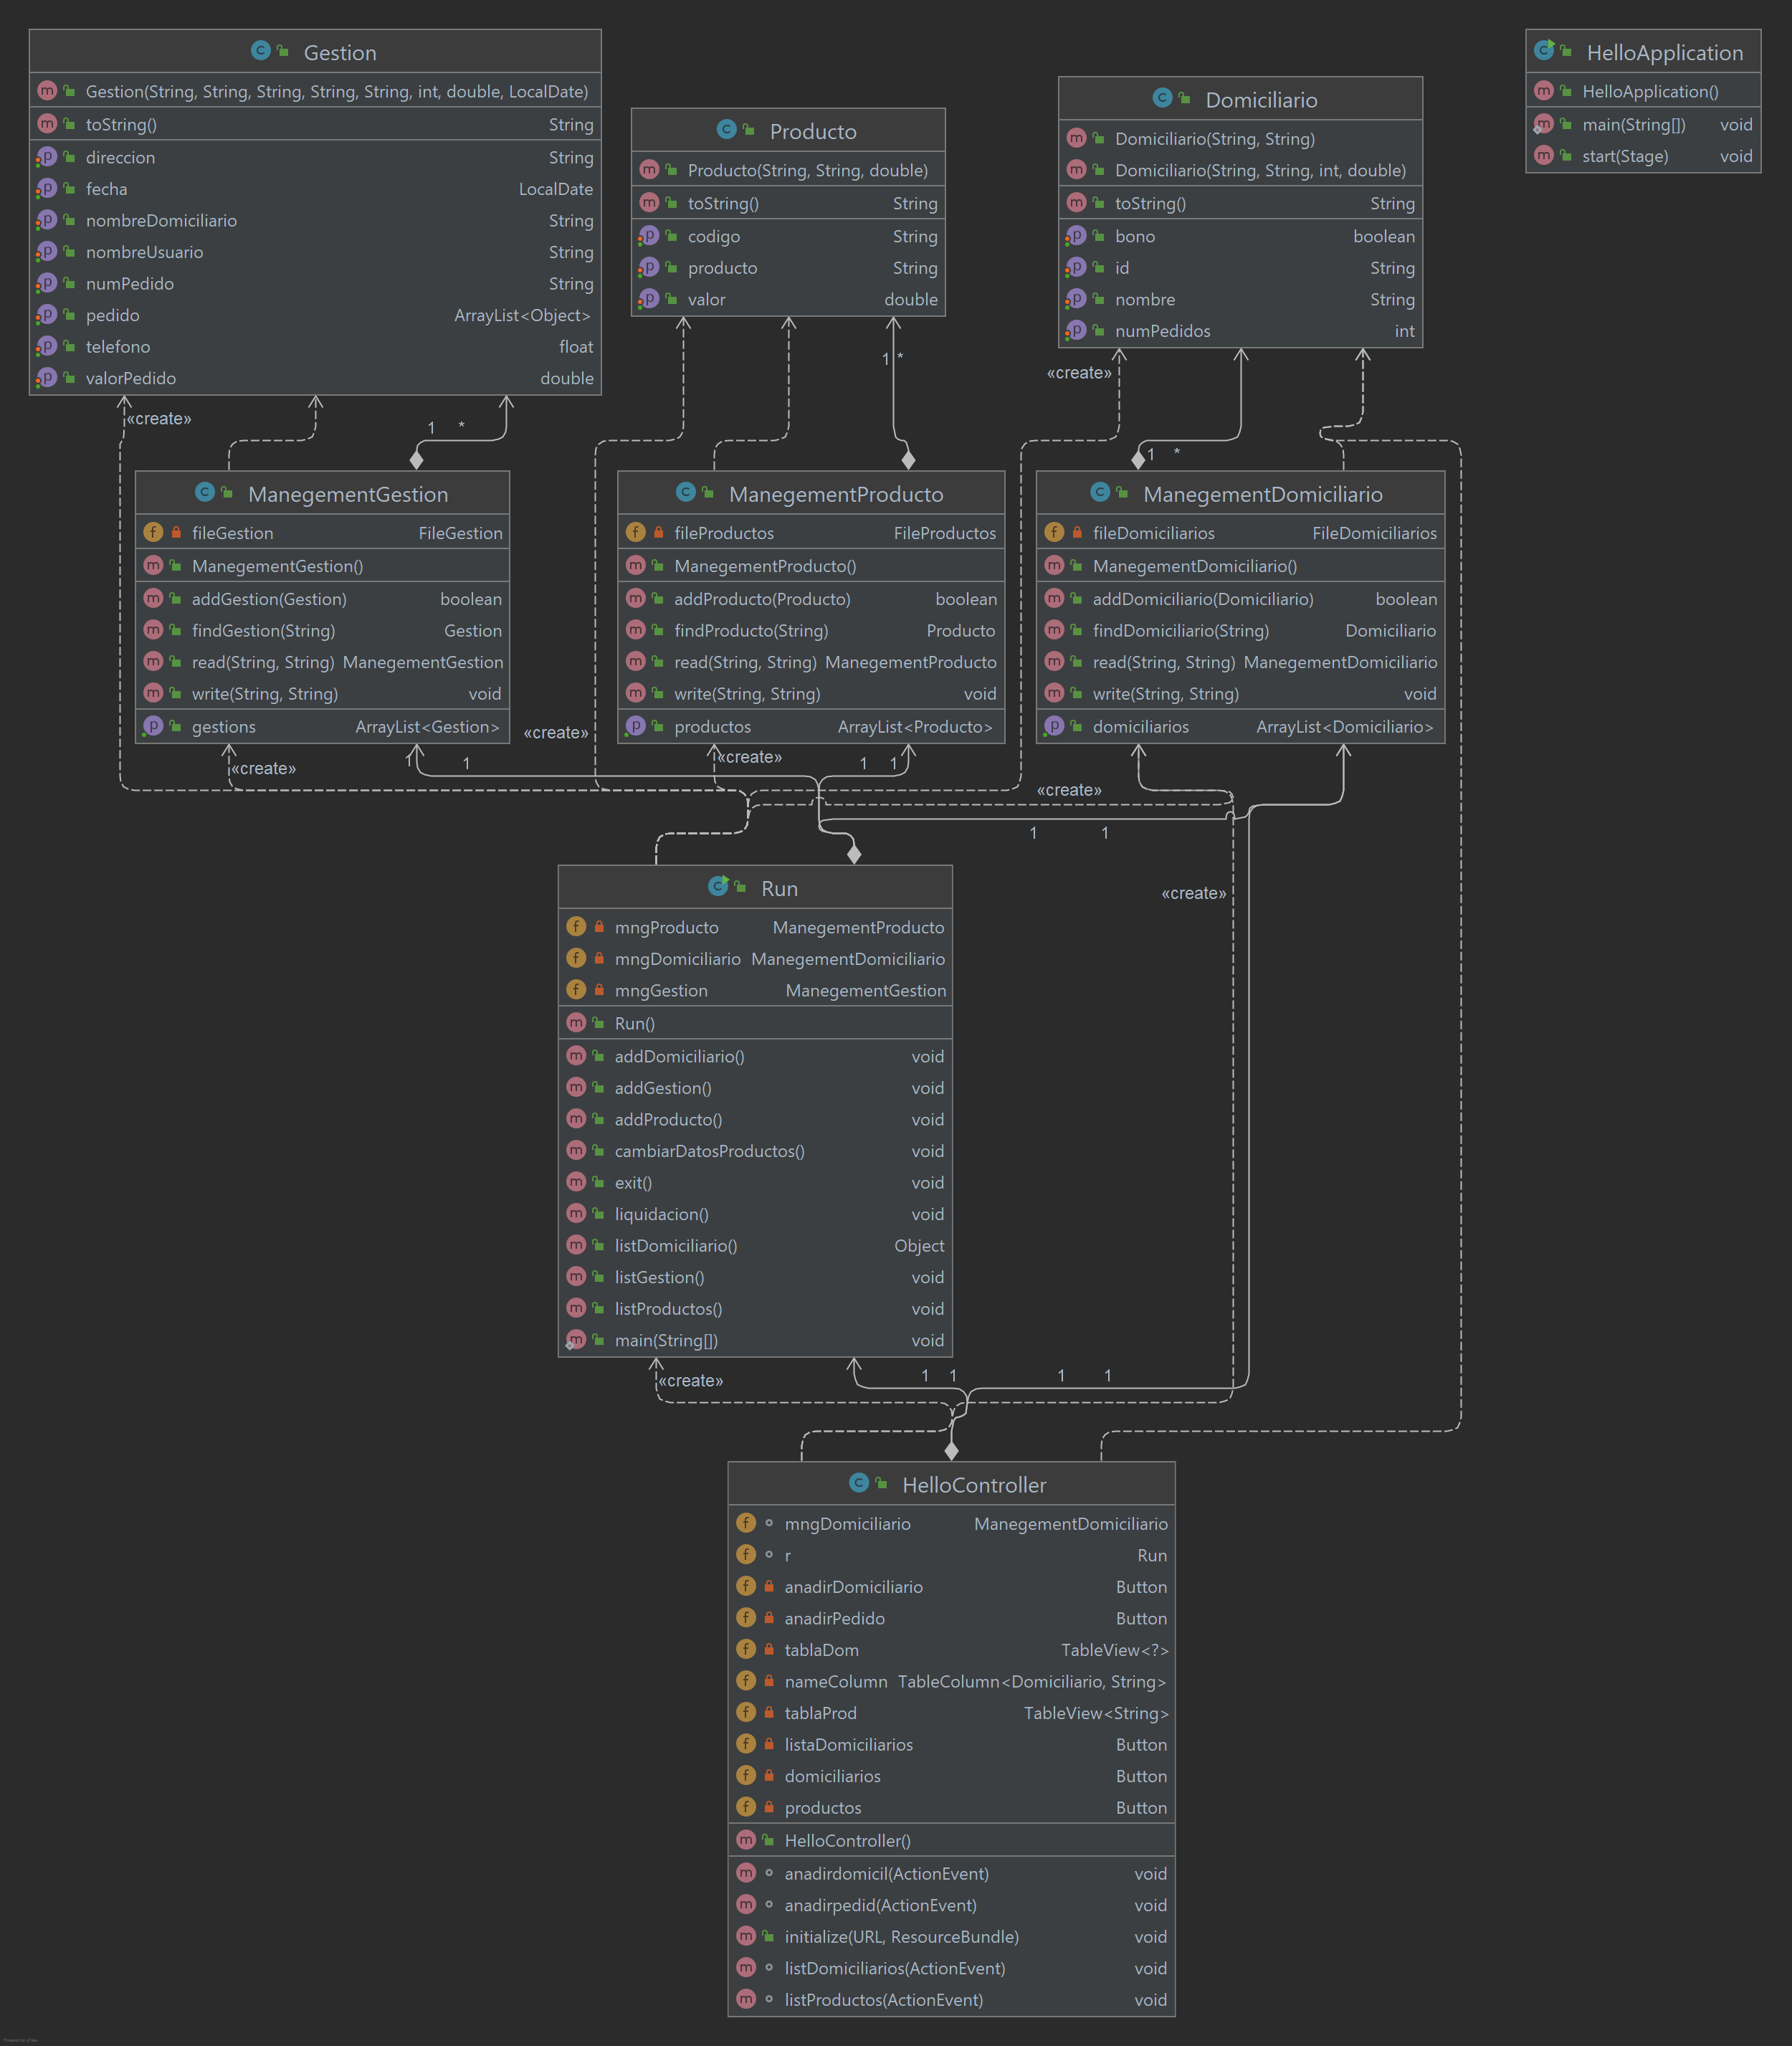 Gestion
Gestion(String, String, String, String, String, int, double, LocalDate)
toString() String
direccion String
fecha LocalDate
nombreDomiciliario String
nombreUsuario String
numPedido String
pedido ArrayList<Object>
telefono float
valorPedido double
Producto
Producto(String, String, double)
toString() String
codigo String
producto String
valor double
Domiciliario
Domiciliario(String, String)
Domiciliario(String, String, int, double)
toString() String
bono boolean
id String
nombre String
numPedidos int
HelloApplication
HelloApplication()
main(String[]) void
start(Stage) void
1 *
«create»
«create»
1 *
1 *
ManegementGestion
fileGestion FileGestion
ManegementGestion()
addGestion(Gestion) boolean
findGestion(String) Gestion
read(String, String) ManegementGestion
write(String, String) void
gestions ArrayList<Gestion>
ManegementProducto
fileProductos FileProductos
ManegementProducto()
addProducto(Producto) boolean
findProducto(String) Producto
read(String, String) ManegementProducto
write(String, String) void
productos ArrayList<Producto>
ManegementDomiciliario
fileDomiciliarios FileDomiciliarios
ManegementDomiciliario()
addDomiciliario(Domiciliario) boolean
findDomiciliario(String) Domiciliario
read(String, String) ManegementDomiciliario
write(String, String) void
domiciliarios ArrayList<Domiciliario>
«create»
«create»
1 1
1 1
«create»
«create»
1 1
«create»
Run
mngProducto ManegementProducto
mngDomiciliario ManegementDomiciliario
mngGestion ManegementGestion
Run()
addDomiciliario() void
addGestion() void
addProducto() void
cambiarDatosProductos() void
exit() void
liquidacion() void
listDomiciliario() Object
listGestion() void
listProductos() void
main(String[]) void
1 1
1 1
«create»
HelloController
mngDomiciliario ManegementDomiciliario
r Run
anadirDomiciliario Button
anadirPedido Button
tablaDom TableView<?>
nameColumn TableColumn<Domiciliario, String>
tablaProd TableView<String>
listaDomiciliarios Button
domiciliarios Button
productos Button
HelloController()
anadirdomicil(ActionEvent) void
anadirpedid(ActionEvent) void
initialize(URL, ResourceBundle) void
listDomiciliarios(ActionEvent) void
listProductos(ActionEvent) void